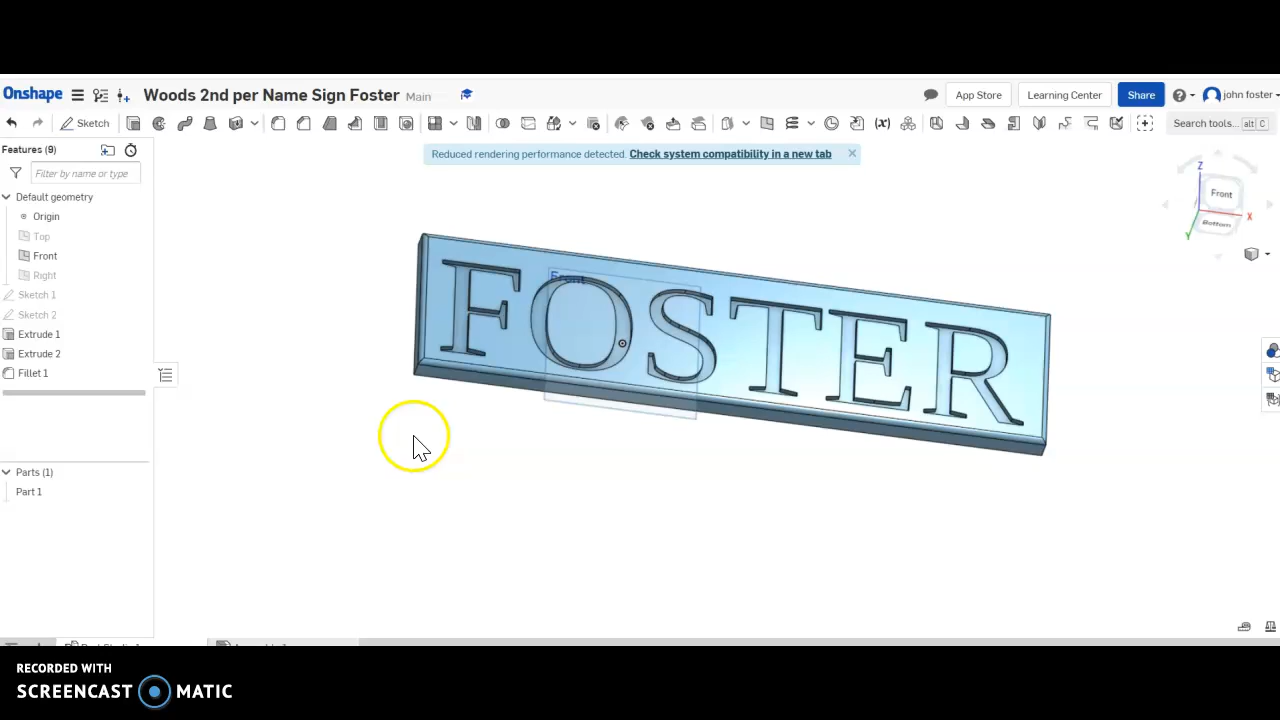 Onshape
Woods 2nd per Name Sign Foster Main
App Store
Learning Center
Share
john foster
Sketch
Search tools... alt C
Features (9)
Filter by name or type
Reduced rendering performance detected. Check system compatibility in a new tab
Default geometry
Origin
Top
Front
Right
Sketch 1
Sketch 2
Extrude 1
Extrude 2
Fillet 1
Parts (1)
Part 1
Front
FOSTER
Z
Front
X
Bottom
Y
RECORDED WITH
SCREENCAST MATIC